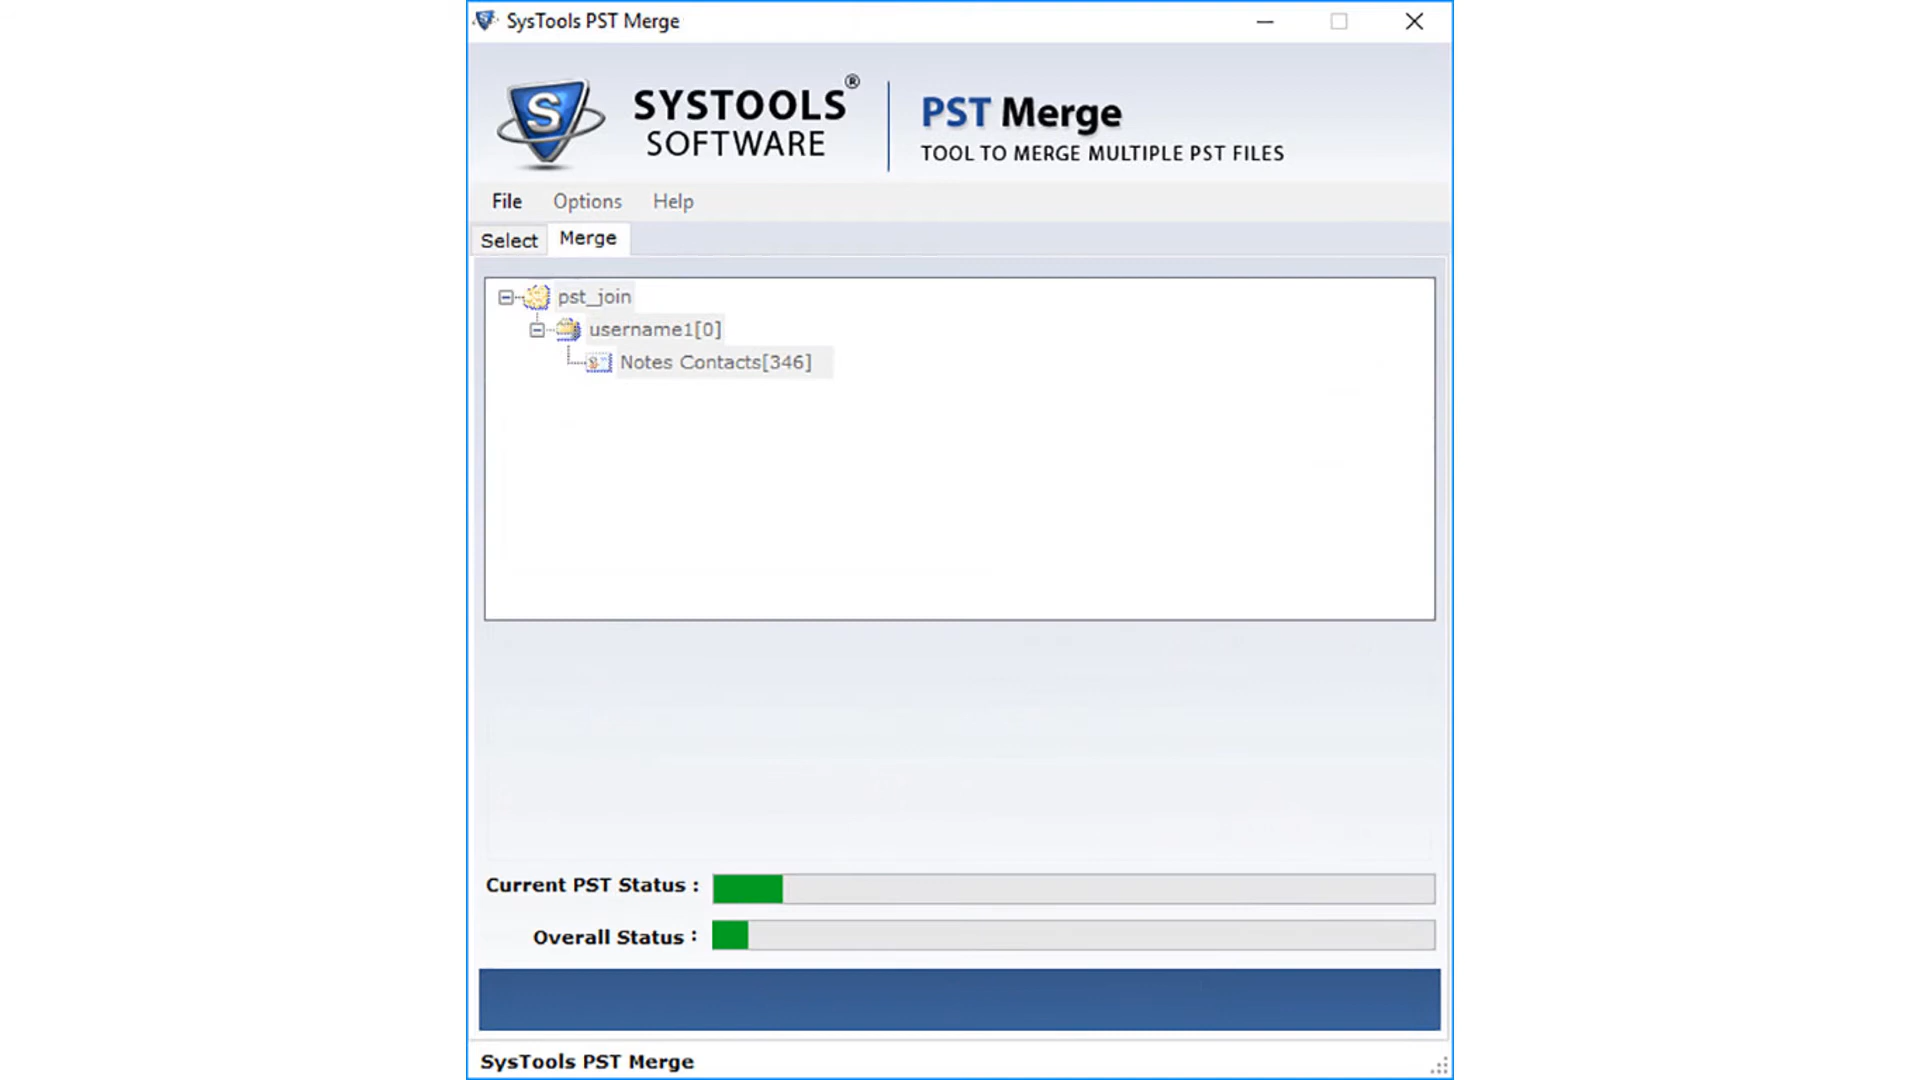 SysTools PST Merge
S
SYSTOOLS®
SOFTWARE
PST Merge
TOOL TO MERGE MULTIPLE PST FILES
File Options Help
Select Merge
pst_join
username1[0]
Notes Contacts[346]
Current PST Status :
Overall Status :
SysTools PST Merge